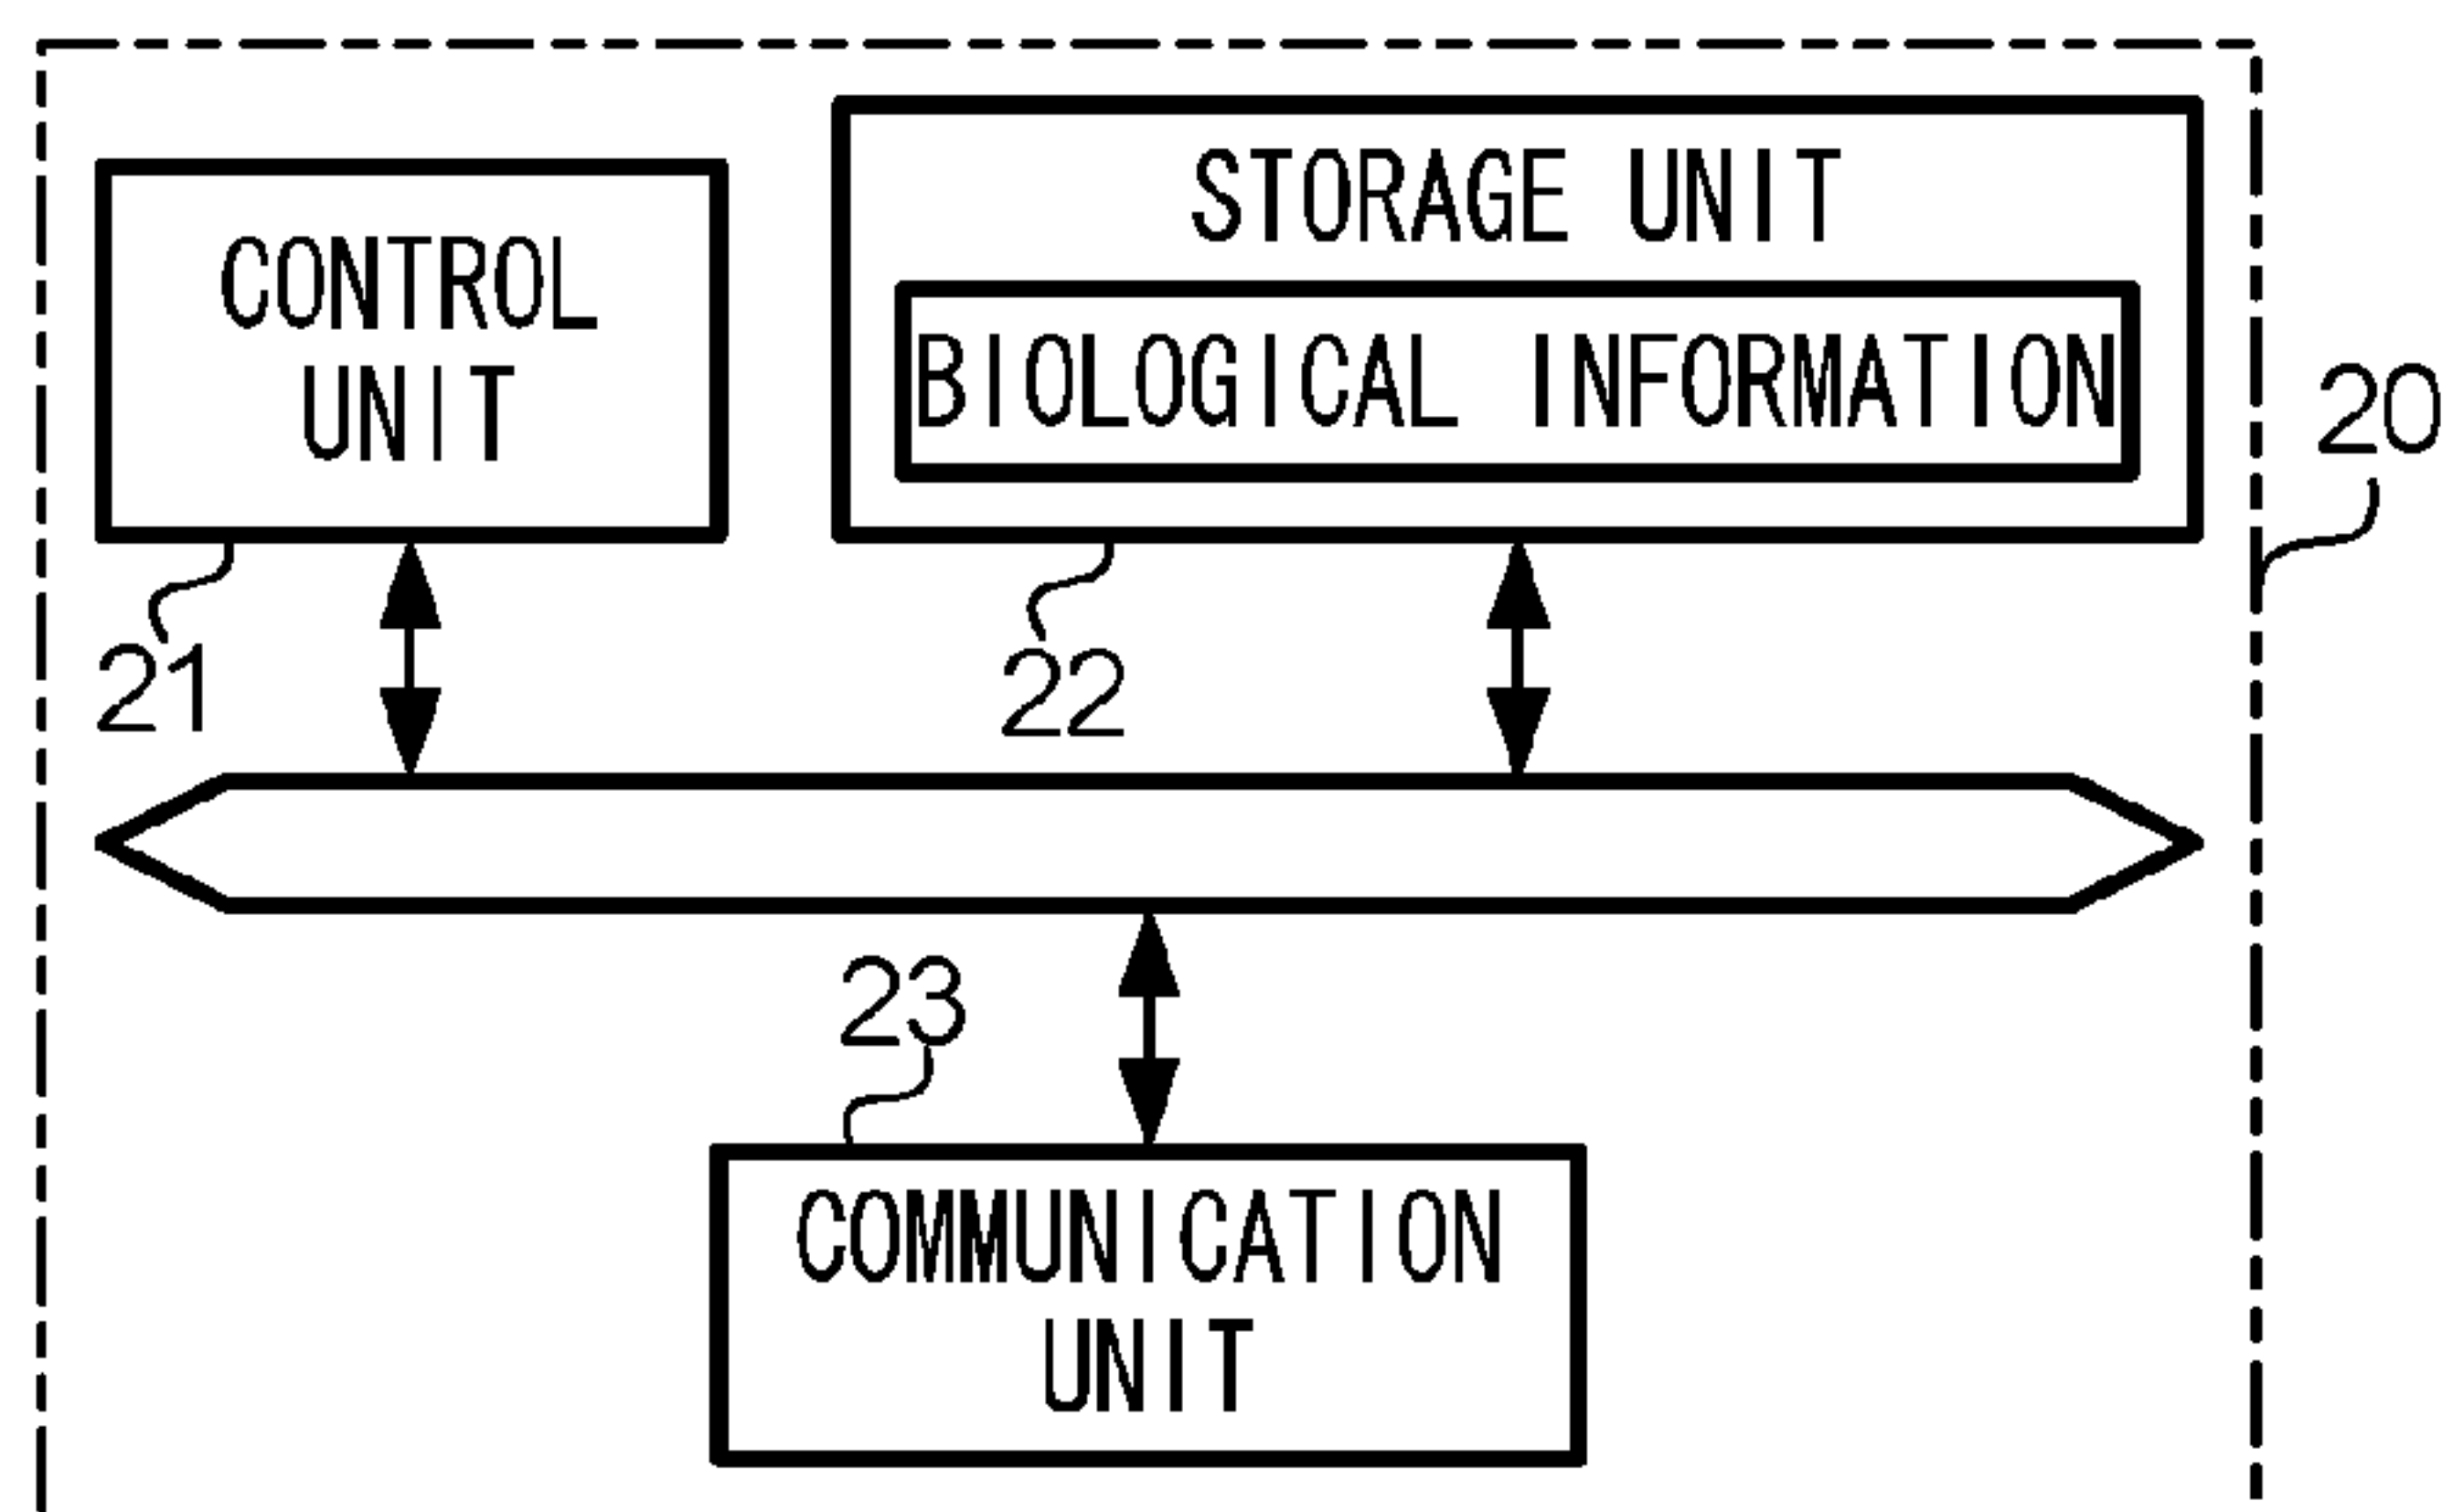 CONTROL
UNIT
STORAGE UNIT
BIOLOGICAL INFORMATION
20
21
22
23
COMMUNICATION
UNIT